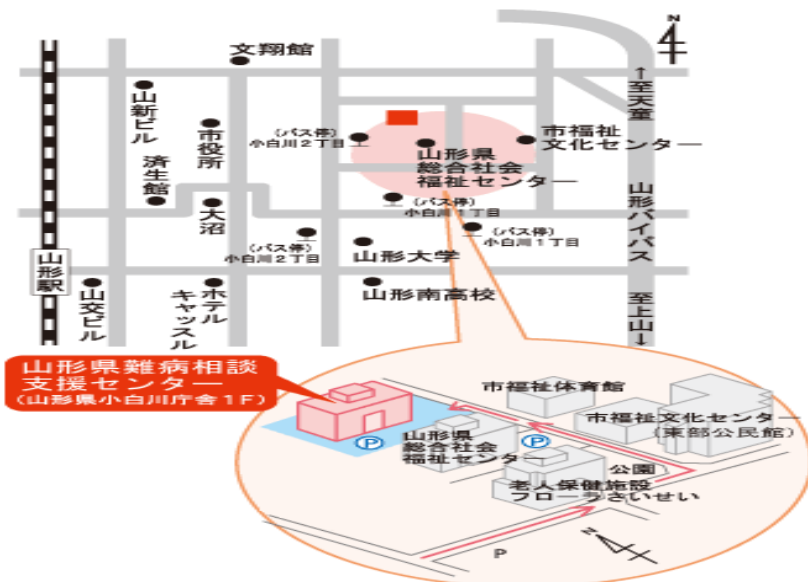 N
文翔館
↑至天童
山新ビル
市役所
(バス停)
小白川2丁目
市福祉
文化センター
山形県
総合社会
福祉センター
済生館
大沼
(バス停)
小白川1丁目
山形バイパス
(バス停)
小白川2丁目
山形大学
(バス停)
小白川1丁目
山形駅
山交ビル
ホテル
キャッスル
山形南高校
至上山↓
山形県難病相談
支援センター
(山形県小白川庁舎1F)
市福祉体育館
市福祉文化センター
(東部公民館)
P
山形県
総合社会
福祉センター
P
公園
老人保健施設
フローラさいせい
P
N